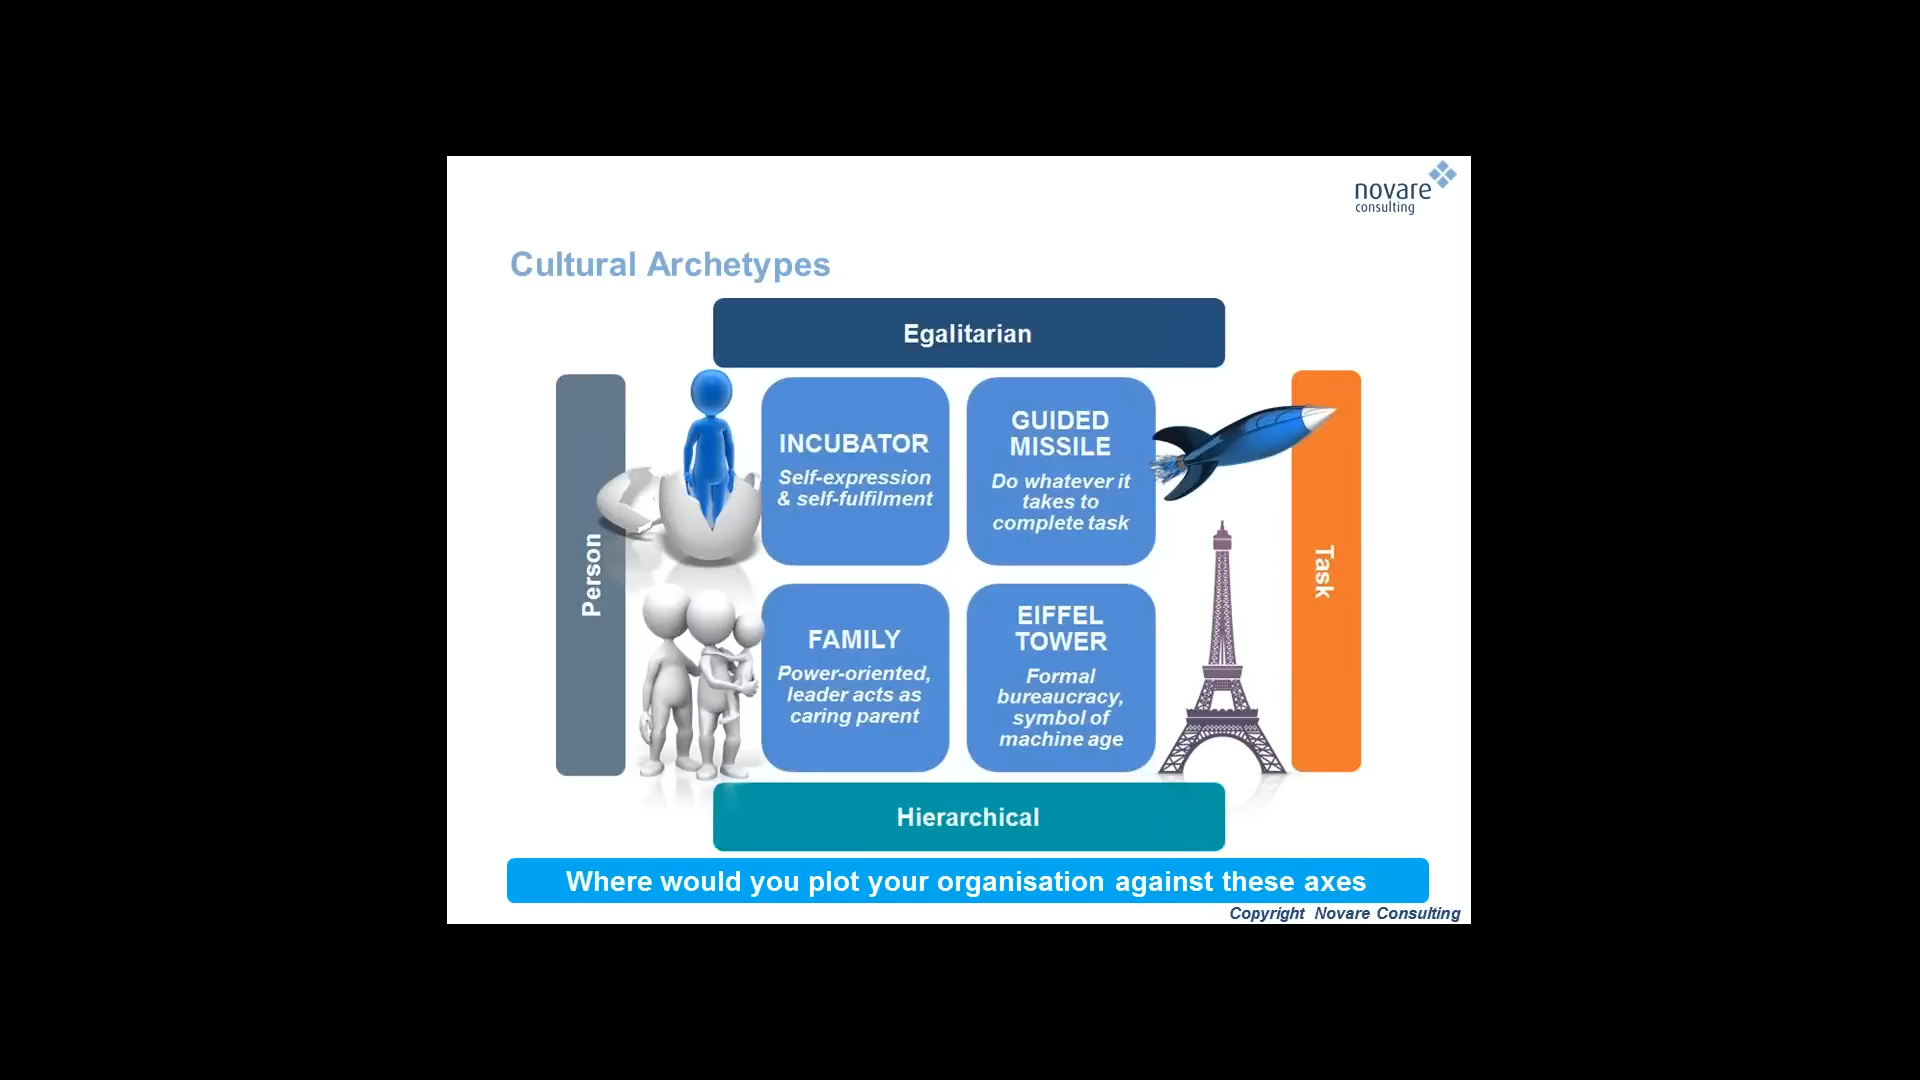 novare
consulting
Cultural Archetypes
Egalitarian
Person
INCUBATOR
Self-expression
& self-fulfilment
GUIDED
MISSILE
Do whatever it
takes to
complete task
Task
FAMILY
Power-oriented,
leader acts as
caring parent
EIFFEL
TOWER
Formal
bureaucracy,
symbol of
machine age
Hierarchical
Where would you plot your organisation against these axes
Copyright Novare Consulting